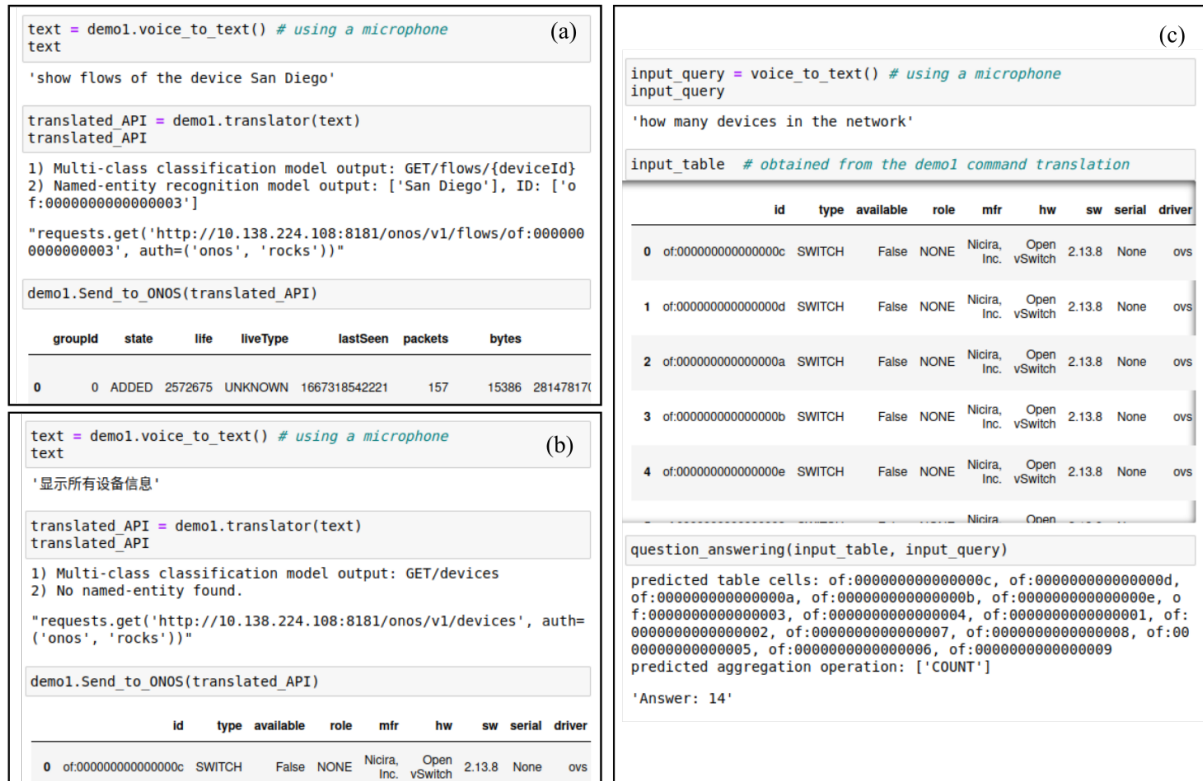 (a)
text = demo1.voice_to_text() # using a microphone
text
'show flows of the device San Diego'
translated_API = demo1.translator(text)
translated_API
1) Multi-class classification model output: GET/flows/{deviceId}
2) Named-entity recognition model output: ['San Diego'], ID: ['o
f:0000000000000003']
"requests.get('http://10.138.224.108:8181/onos/v1/flows/of:000000
0000000003', auth=('onos', 'rocks'))"
demo1.Send_to_ONOS(translated_API)
groupId state life liveType lastSeen packets bytes
0 0 ADDED 2572675 UNKNOWN 1667318542221 157 15386 281478170
(b)
text = demo1.voice_to_text() # using a microphone
text
'显示所有设备信息'
translated_API = demo1.translator(text)
translated_API
1) Multi-class classification model output: GET/devices
2) No named-entity found.
"requests.get('http://10.138.224.108:8181/onos/v1/devices', auth=
('onos', 'rocks'))"
demo1.Send_to_ONOS(translated_API)
id type available role mfr hw sw serial driver
0 of:000000000000000c SWITCH False NONE Nicira, Inc. Open vSwitch 2.13.8 None ovs
(c)
input_query = voice_to_text() # using a microphone
input_query
'how many devices in the network'
input_table # obtained from the demo1 command translation
id type available role mfr hw sw serial driver
0 of:000000000000000c SWITCH False NONE Nicira, Inc. Open vSwitch 2.13.8 None ovs
1 of:000000000000000d SWITCH False NONE Nicira, Inc. Open vSwitch 2.13.8 None ovs
2 of:000000000000000a SWITCH False NONE Nicira, Inc. Open vSwitch 2.13.8 None ovs
3 of:000000000000000b SWITCH False NONE Nicira, Inc. Open vSwitch 2.13.8 None ovs
4 of:000000000000000e SWITCH False NONE Nicira, Inc. Open vSwitch 2.13.8 None ovs
Nicira Open
question_answering(input_table, input_query)
predicted table cells: of:000000000000000c, of:000000000000000d,
of:000000000000000a, of:000000000000000b, of:000000000000000e, o
f:0000000000000003, of:0000000000000004, of:0000000000000001, of:
0000000000000002, of:0000000000000007, of:0000000000000008, of:00
00000000000005, of:0000000000000006, of:0000000000000009
predicted aggregation operation: ['COUNT']
'Answer: 14'